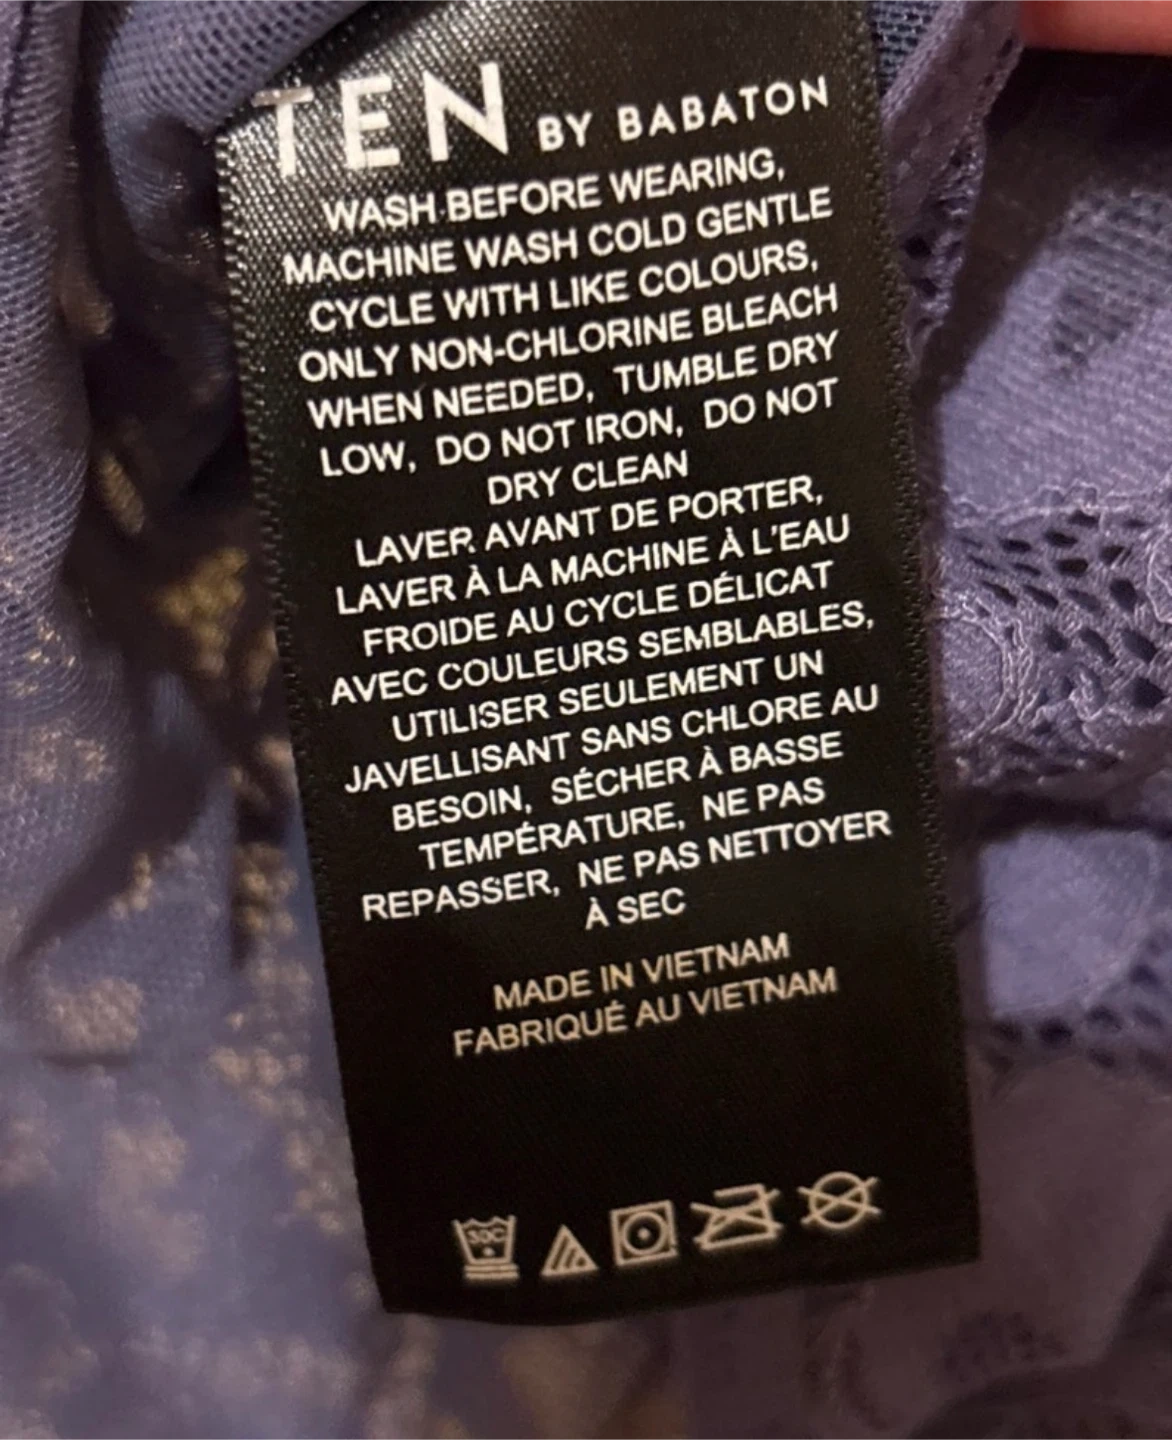 TEN BY BABATON
WASH BEFORE WEARING,
MACHINE WASH COLD GENTLE
CYCLE WITH LIKE COLOURS,
ONLY NON-CHLORINE BLEACH
WHEN NEEDED, TUMBLE DRY
LOW, DO NOT IRON, DO NOT
DRY CLEAN
LAVER AVANT DE PORTER,
LAVER À LA MACHINE À L'EAU
FROIDE AU CYCLE DÉLICAT
AVEC COULEURS SEMBLABLES,
UTILISER SEULEMENT UN
JAVELLISANT SANS CHLORE AU
BESOIN, SÉCHER À BASSE
TEMPÉRATURE, NE PAS
REPASSER, NE PAS NETTOYER
À SEC
MADE IN VIETNAM
FABRIQUÉ AU VIETNAM
30C